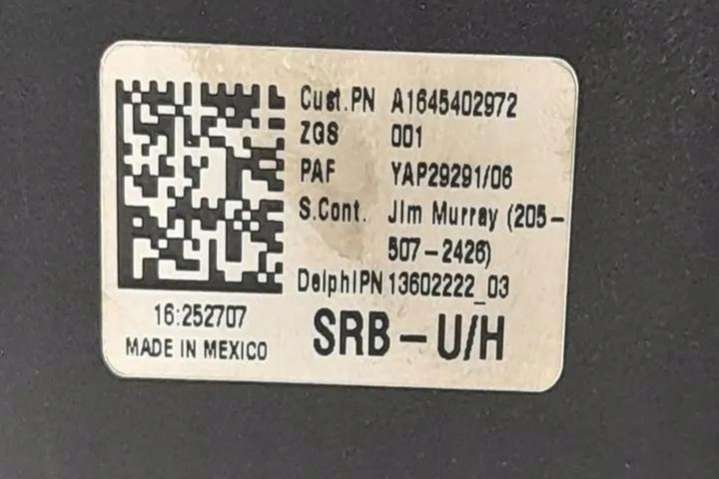 Cust.PN A1645402972
ZGS 001
PAF YAP29291/06
S.Cont. Jim Murray (205-
507-2426)
DelphiPN 13602222_03
16:252707
MADE IN MEXICO
SRB-U/H